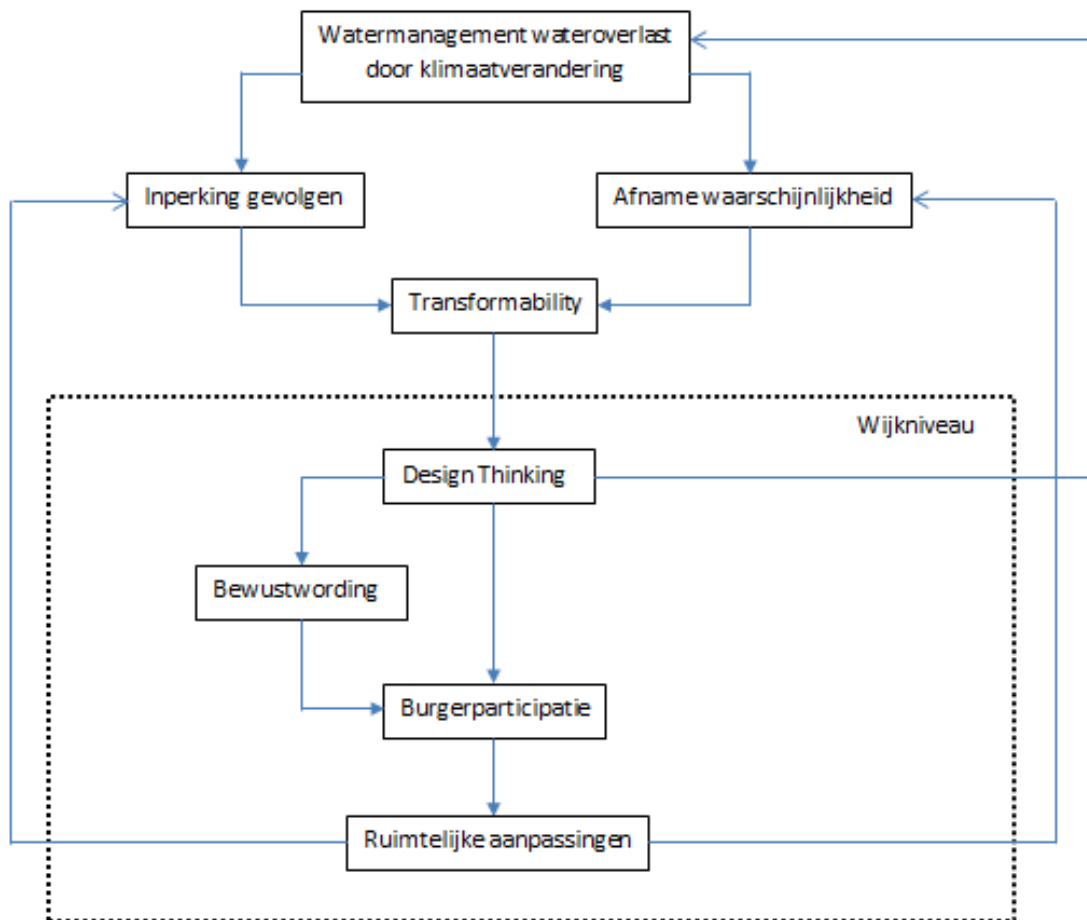 Watermanagement wateroverlast
door klimaatverandering
Inperking gevolgen
Afname waarschijnlijkheid
Transformability
Wijkniveau
Design Thinking
Bewustwording
Burgerparticipatie
Ruimtelijke aanpassingen